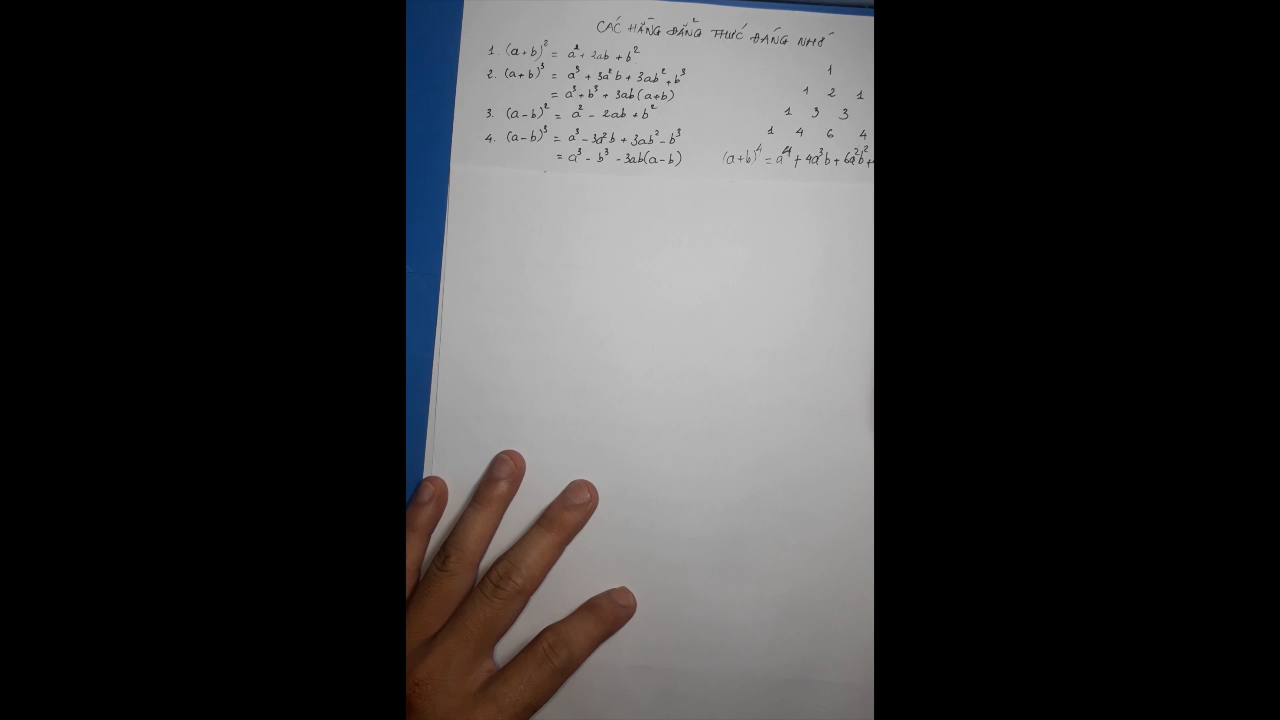 CÁC HẰNG ĐẲNG THỨC ĐÁNG NHỚ
1. (a+b)² = a² + 2ab + b²
2. (a+b)³ = a³ + 3a²b + 3ab² + b³
= a³ + b³ + 3ab(a+b)
3. (a-b)² = a² - 2ab + b²
4. (a-b)³ = a³ - 3a²b + 3ab² - b³
= a³ - b³ - 3ab(a-b)
1
1 2 1
1 3 3
1 4 6 4
(a+b)⁴ = a⁴ + 4a³b + 6a²b² +